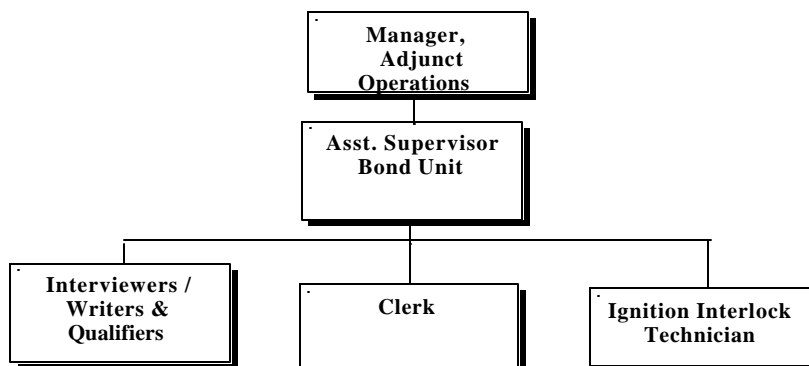 Manager,
Adjunct
Operations
Asst. Supervisor
Bond Unit
Interviewers /
Writers &
Qualifiers
Clerk
Ignition Interlock
Technician